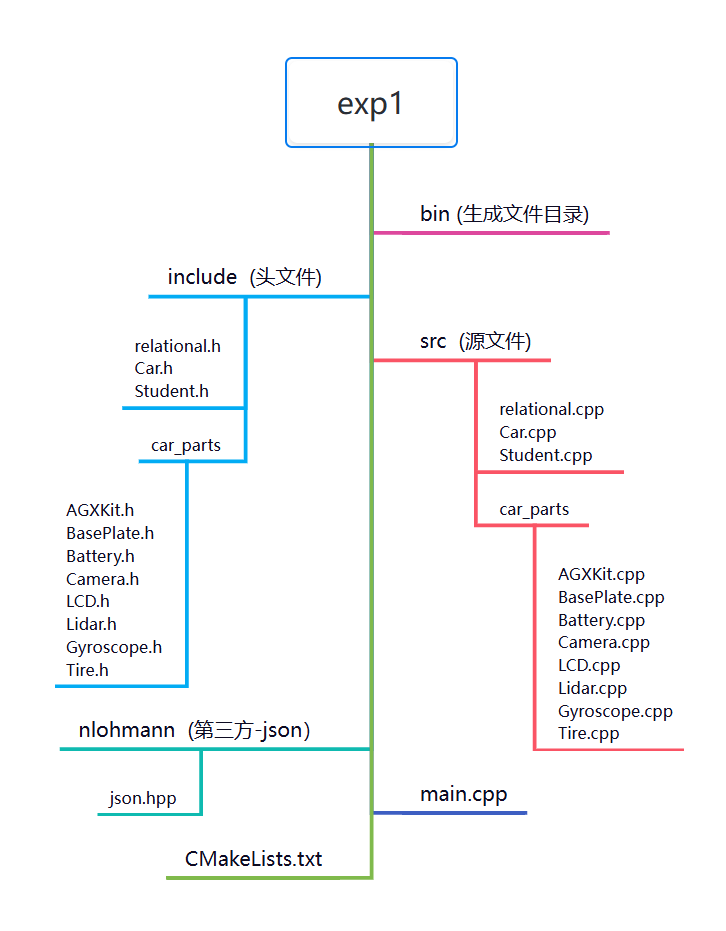 exp1
bin (生成文件目录)
include (头文件)
relational.h
Car.h
Student.h
car_parts
AGXKit.h
BasePlate.h
Battery.h
Camera.h
LCD.h
Lidar.h
Gyroscope.h
Tire.h
src (源文件)
relational.cpp
Car.cpp
Student.cpp
car_parts
AGXKit.cpp
BasePlate.cpp
Battery.cpp
Camera.cpp
LCD.cpp
Lidar.cpp
Gyroscope.cpp
Tire.cpp
nlohmann (第三方-json）
json.hpp
main.cpp
CMakeLists.txt